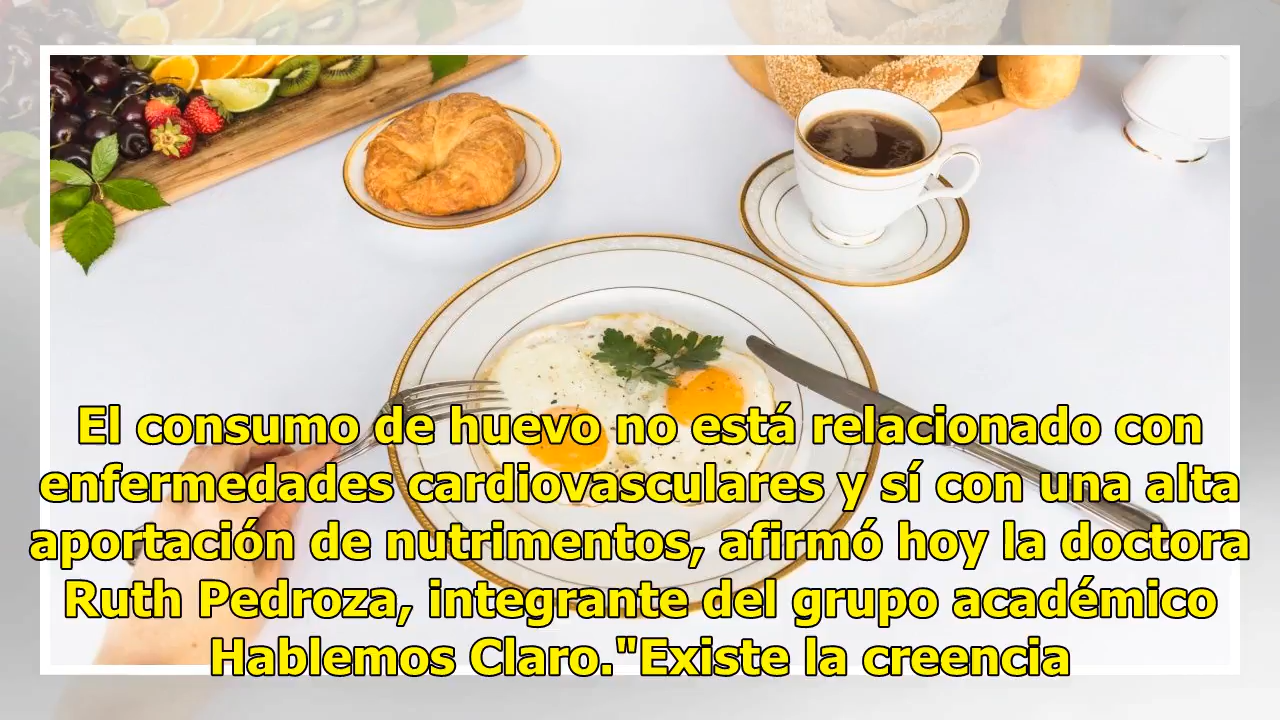 El consumo de huevo no está relacionado con
enfermedades cardiovasculares y sí con una alta
aportación de nutrimentos, afirmó hoy la doctora
Ruth Pedroza, integrante del grupo académico
Hablemos Claro."Existe la creencia